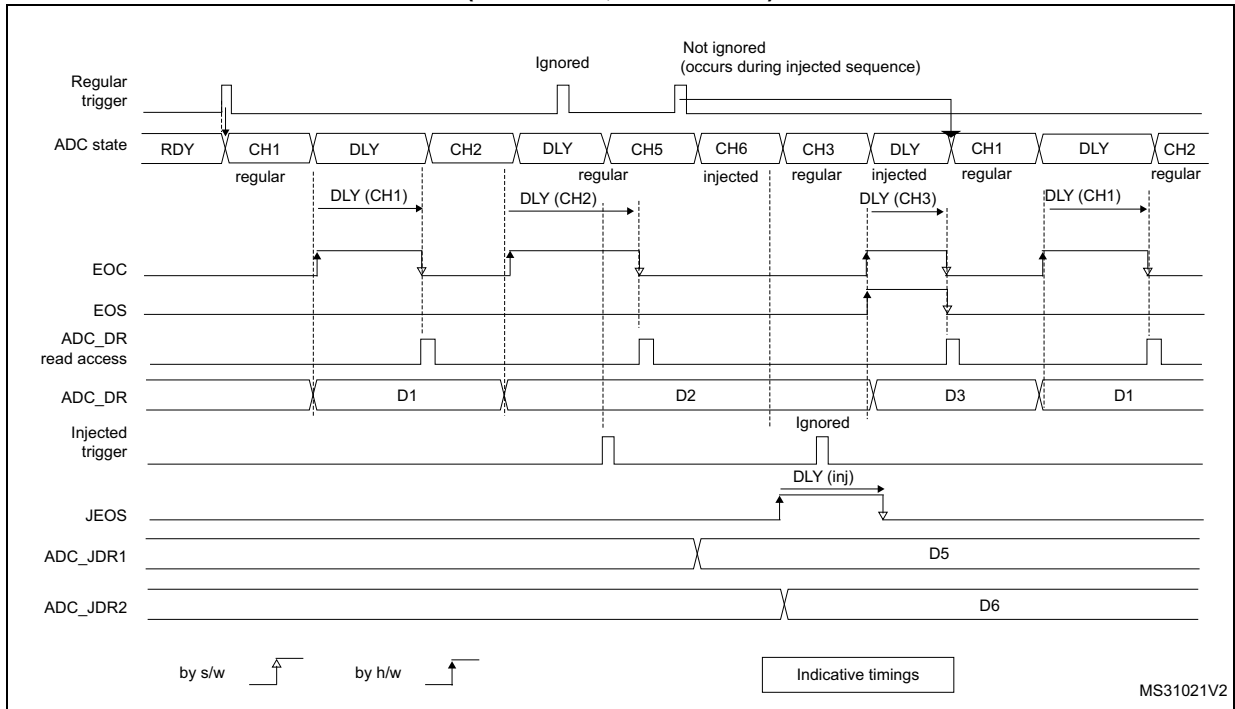 Regular
trigger
Ignored
Not ignored
(occurs during injected sequence)
ADC state
RDY CH1 DLY CH2 DLY CH5 CH6 CH3 DLY CH1 DLY CH2
regular regular injected regular injected regular regular
DLY (CH1) DLY (CH2) DLY (CH3) DLY (CH1)
EOC
EOS
ADC_DR
read access
ADC_DR D1 D2 D3 D1
Injected
trigger
Ignored
DLY (inj)
JEOS
ADC_JDR1 D5
ADC_JDR2 D6
by s/w by h/w Indicative timings
MS31021V2